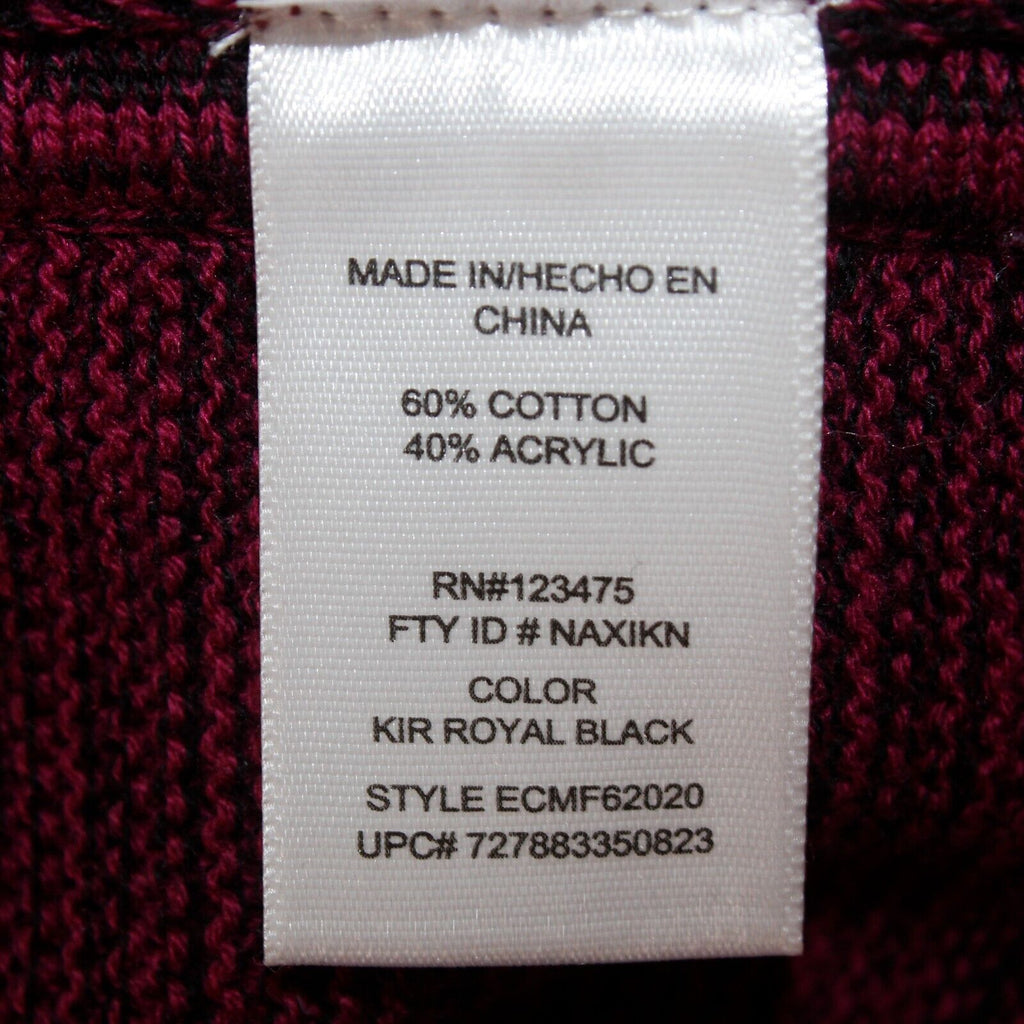 MADE IN/HECHO EN
CHINA
60% COTTON
40% ACRYLIC
RN#123475
FTY ID # NAXIKN
COLOR
KIR ROYAL BLACK
STYLE ECMF62020
UPC# 727883350823